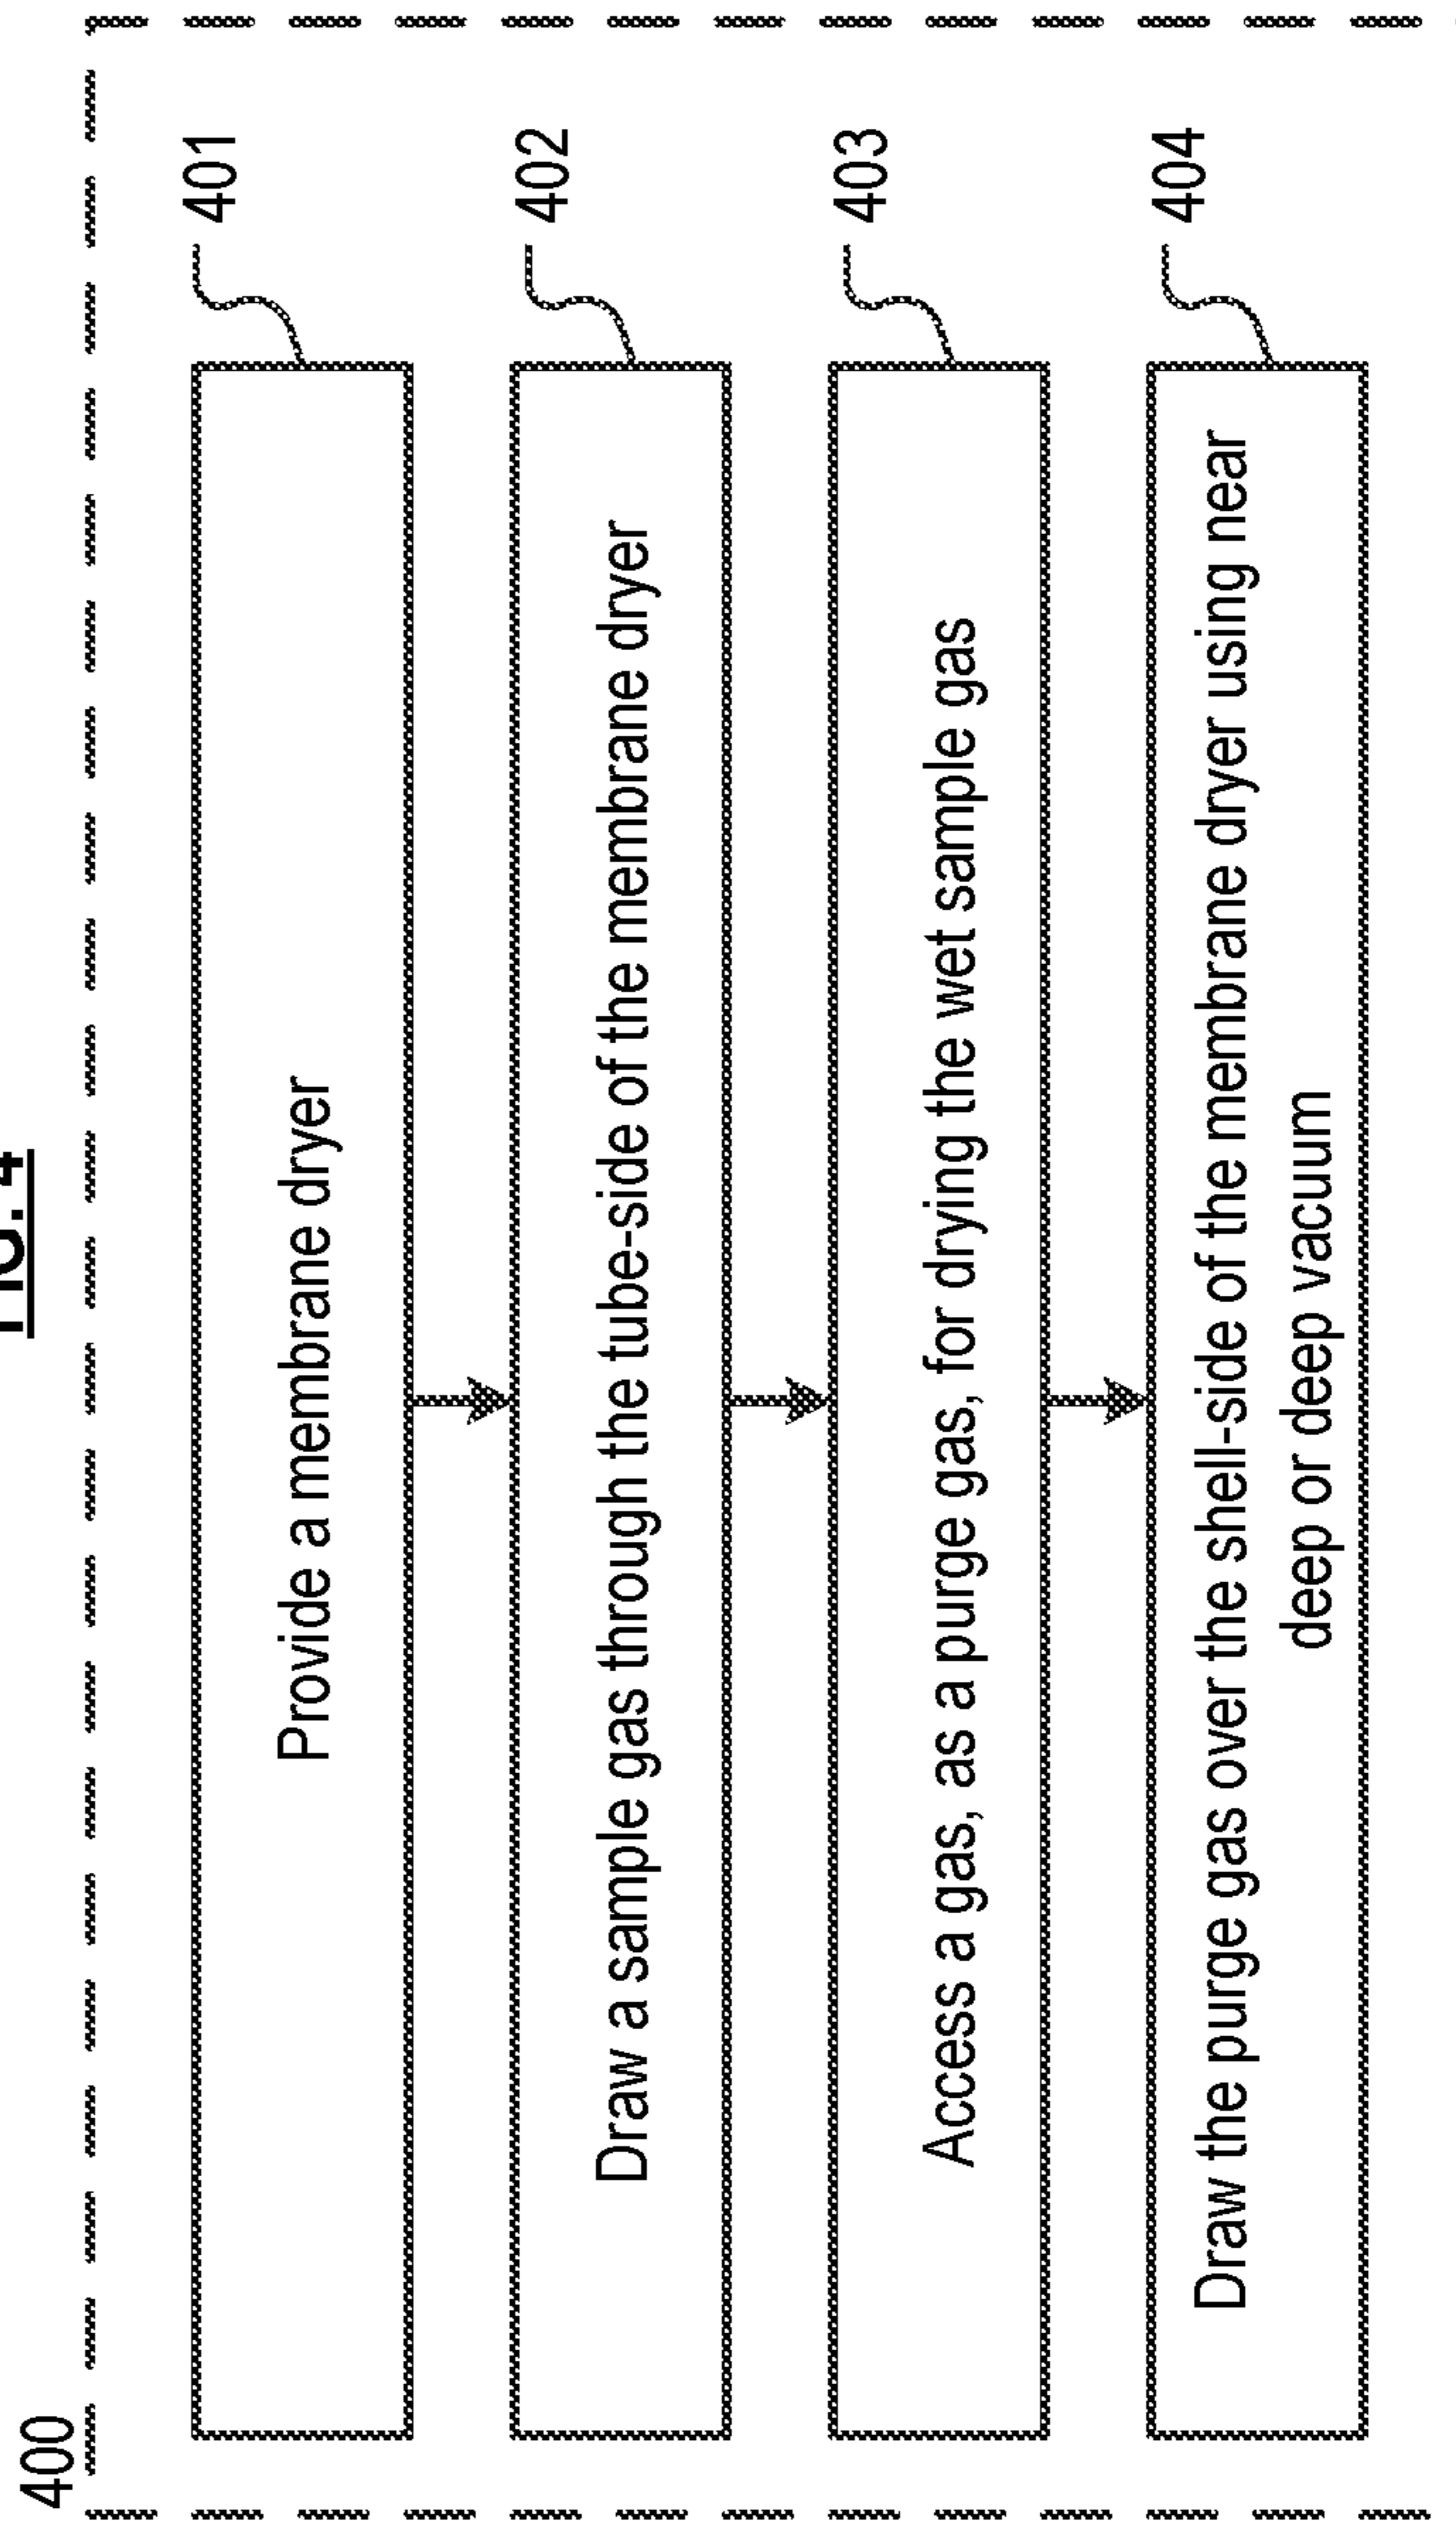 FIG. 4
400
Provide a membrane dryer
401
Draw a sample gas through the tube-side of the membrane dryer
402
Access a gas, as a purge gas, for drying the wet sample gas
403
Draw the purge gas over the shell-side of the membrane dryer using near
deep or deep vacuum
404